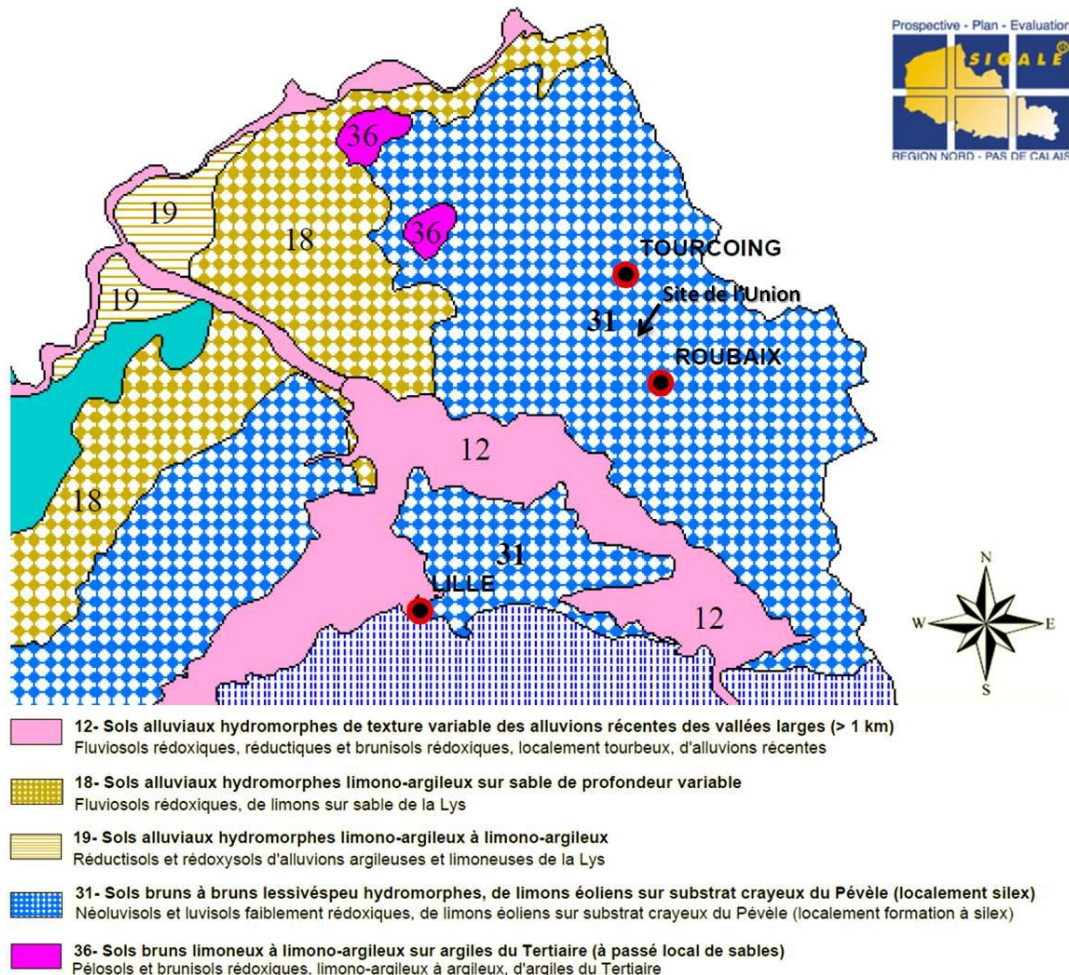 Prospective - Plan - Evaluation
SIGALE®
REGION NORD - PAS DE CALAIS
36
19
18
36
TOURCOING
19
Site de l'Union
31
ROUBAIX
12
18
31
LILLE
12
N
W
E
S
12- Sols alluviaux hydromorphes de texture variable des alluvions récentes des vallées larges (> 1 km)
Fluviosols rédoxiques, réductiques et brunisols rédoxiques, localement tourbeux, d'alluvions récentes
18- Sols alluviaux hydromorphes limono-argileux sur sable de profondeur variable
Fluviosols rédoxiques, de limons sur sable de la Lys
19- Sols alluviaux hydromorphes limono-argileux à limono-argileux
Réductisols et rédoxysols d'alluvions argileuses et limoneuses de la Lys
31- Sols bruns à bruns lessivéspeu hydromorphes, de limons éoliens sur substrat crayeux du Pévèle (localement silex)
Néoluvisols et luvisols faiblement rédoxiques, de limons éoliens sur substrat crayeux du Pévèle (localement formation à silex)
36- Sols bruns limoneux à limono-argileux sur argiles du Tertiaire (à passé local de sables)
Pélosols et brunisols rédoxiques, limono-argileux à argileux, d'argiles du Tertiaire